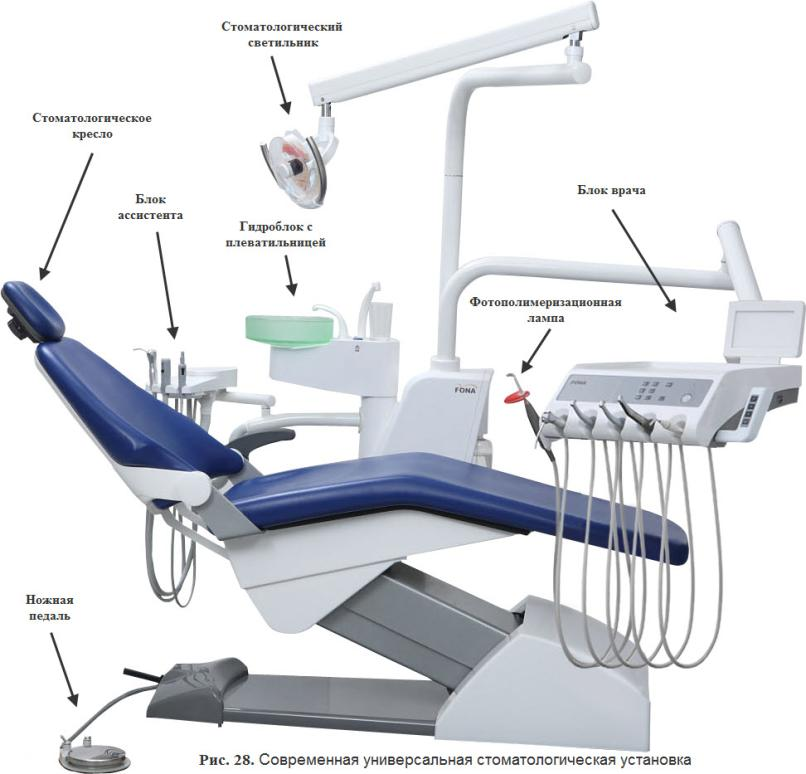 Стоматологический
светильник
Стоматологическое
кресло
Блок
ассистента
Гидроблок с
плевательницей
Блок врача
Фотополимеризационная
лампа
FONA
FONA
Ножная
педаль
Рис. 28. Современная универсальная стоматологическая установка